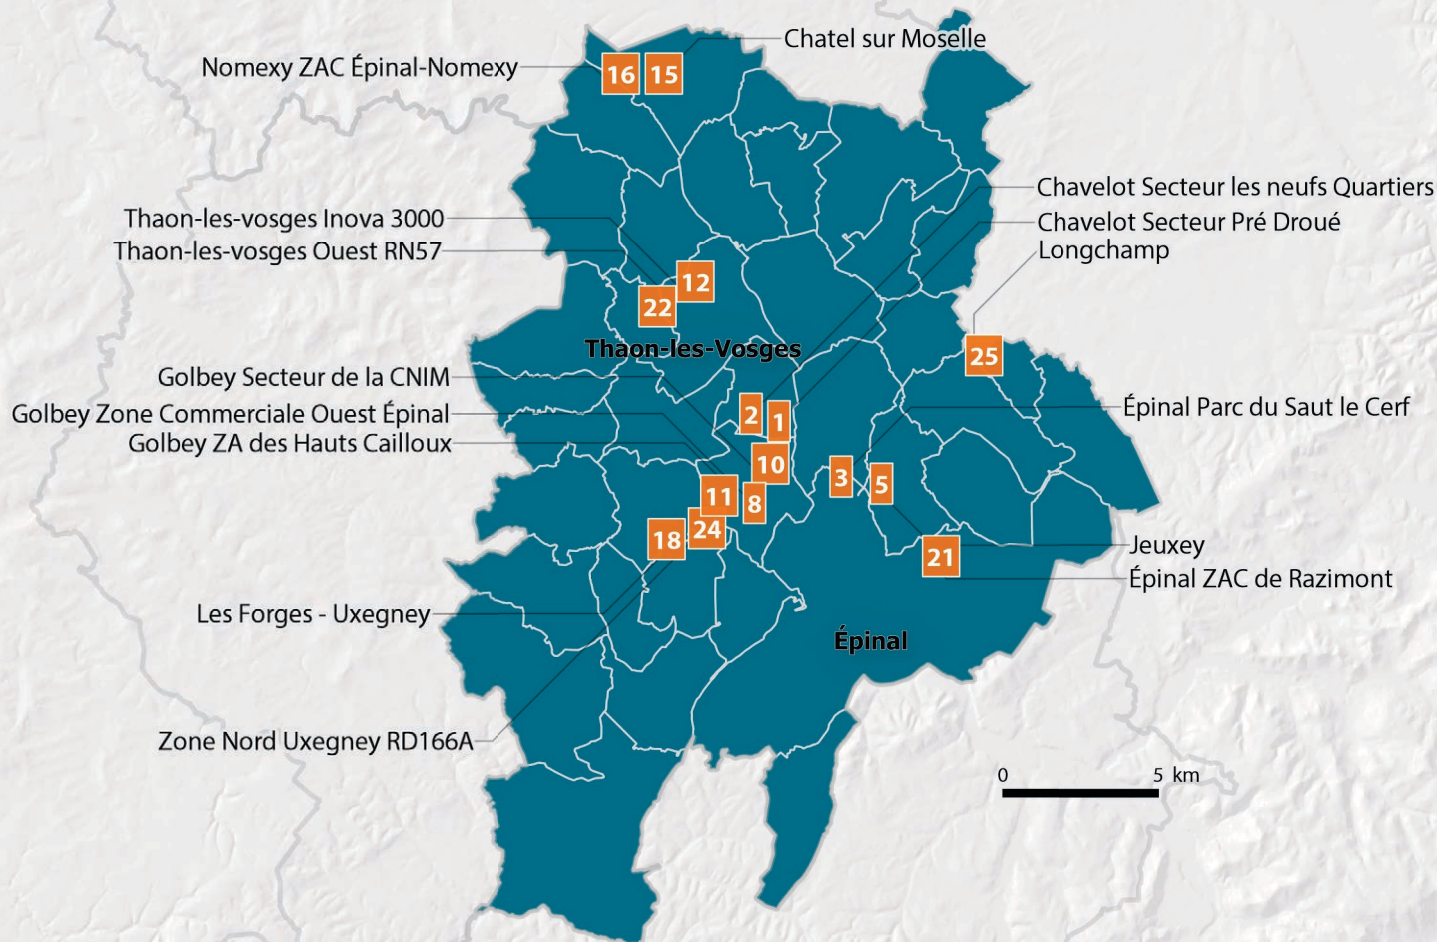 Chatel sur Moselle
Nomexy ZAC Épinal-Nomexy
16
15
Chavelot Secteur les neufs Quartiers
Thaon-les-vosges Inova 3000
Chavelot Secteur Pré Droué
Thaon-les-vosges Ouest RN57
Longchamp
12
22
Thaon-les-Vosges
25
Golbey Secteur de la CNIM
Golbey Zone Commerciale Ouest Épinal
2
1
Épinal Parc du Saut le Cerf
Golbey ZA des Hauts Cailloux
10
3
5
11
8
24
18
21
Jeuxey
Épinal ZAC de Razimont
Les Forges - Uxegney
Épinal
Zone Nord Uxegney RD166A
0 5 km